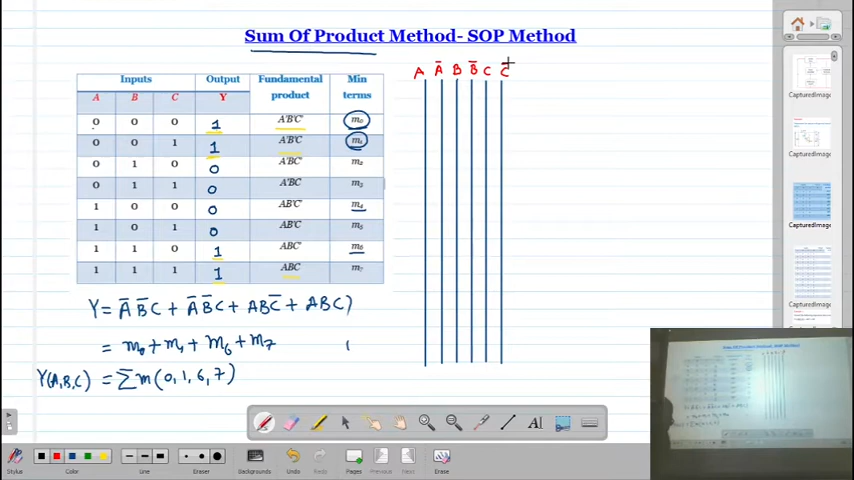 Sum Of Product Method- SOP Method
Inputs Output Fundamental product Min terms
A B C Y
0 0 0 1 A'B'C' m₀
0 0 1 1 A'B'C m₁
0 1 0 0 A'BC' m₂
0 1 1 0 A'BC m₃
1 0 0 0 AB'C' m₄
1 0 1 0 AB'C m₅
1 1 0 1 ABC' m₆
1 1 1 1 ABC m₇
A A̅ B B̅ C C̅
Y = A̅ B̅ C + A̅ B̅ C + A B C̅ + A B C)
= m₀ + m₁ + m₆ + m₇ (
Y(A,B,C) = Σm(0, 1, 6, 7)
CapturedImage
CapturedImage
CapturedImage
CapturedImage
Stylus Color Line Eraser Backgrounds Undo Redo Pages Previous Next Erase